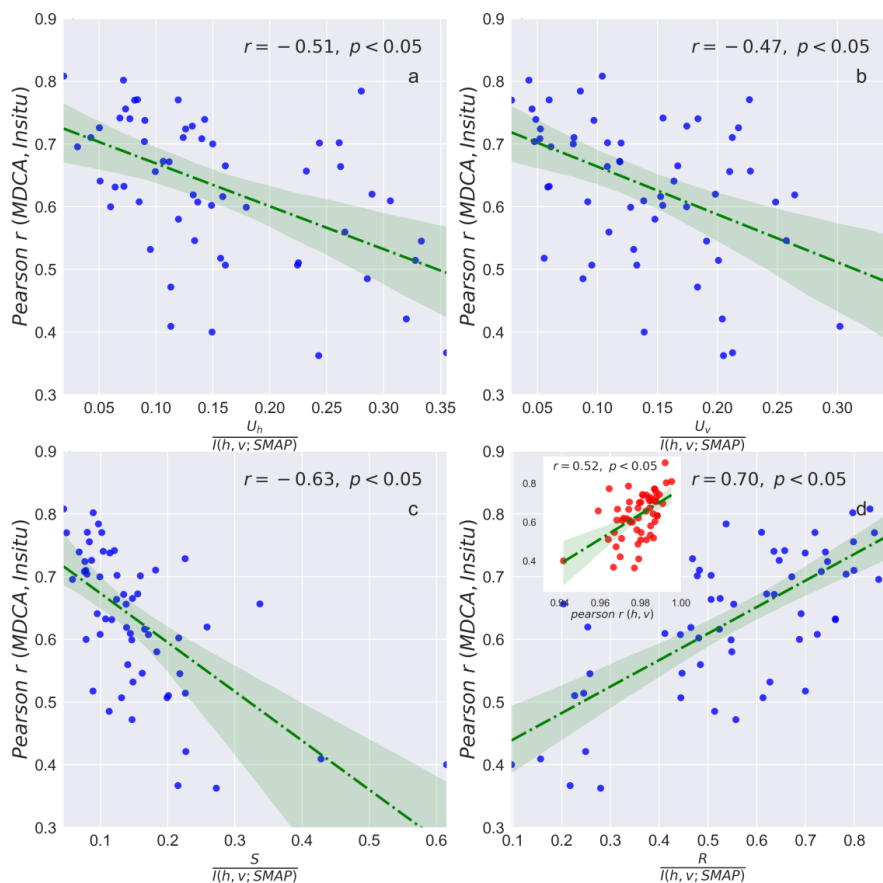 0.9
0.8
0.7
0.6
0.5
0.4
0.3
Pearson r (MDCA, Insitu)
r = −0.51, p < 0.05
a
0.05 0.10 0.15 0.20 0.25 0.30 0.35
U_h
I(h, v; SMAP)
0.9
0.8
0.7
0.6
0.5
0.4
0.3
Pearson r (MDCA, Insitu)
r = −0.47, p < 0.05
b
0.05 0.10 0.15 0.20 0.25 0.30
U_v
I(h, v; SMAP)
0.9
0.8
0.7
0.6
0.5
0.4
0.3
Pearson r (MDCA, Insitu)
r = −0.63, p < 0.05
c
0.1 0.2 0.3 0.4 0.5 0.6
S
I(h, v; SMAP)
0.9
0.8
0.7
0.6
0.5
0.4
0.3
Pearson r (MDCA, Insitu)
r = 0.52, p < 0.05
0.8
0.6
0.4
0.94 0.96 0.98 1.00
pearson r (h, v)
r = 0.70, p < 0.05
d
0.1 0.2 0.3 0.4 0.5 0.6 0.7 0.8
R
I(h, v; SMAP)